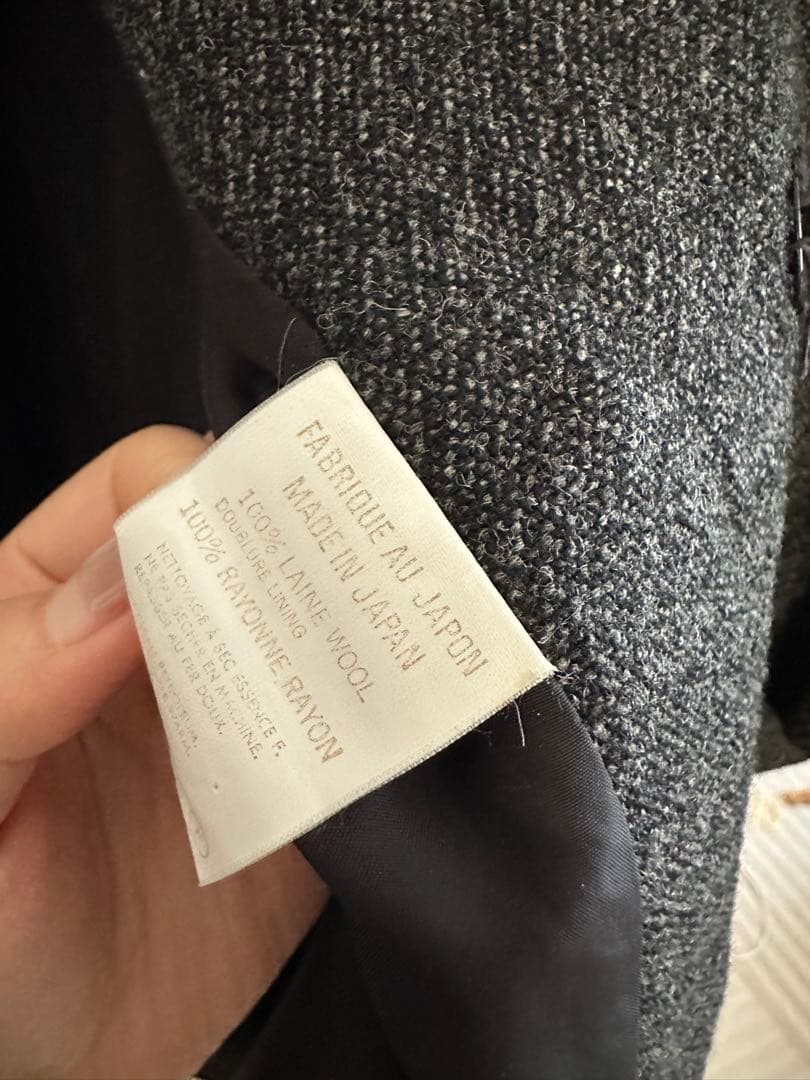 FABRIQUE AU JAPON
MADE IN JAPAN
100% LAINE WOOL
DOUBLURE LINING
100% RAYONNE RAYON
NETTOYAGE A SEC ESSENCE F.
NE PAS SECHER EN MACHINE.
REPASSER AU FER DOUX.